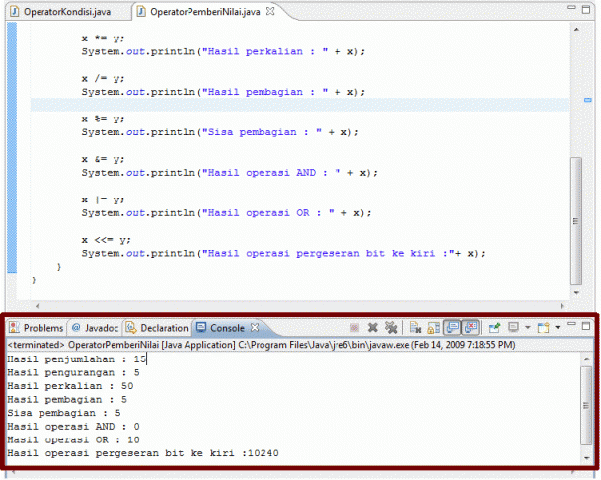 OperatorKondisi.java OperatorPemberiNilai.java
x *= y;
System.out.println("Hasil perkalian : " + x);
x /= y;
System.out.println("Hasil pembagian : " + x);
x %= y;
System.out.println("Sisa pembagian : " + x);
x &= y;
System.out.println("Hasil operasi AND : " + x);
x |= y;
System.out.println("Hasil operasi OR : " + x);
x <<= y;
System.out.println("Hasil operasi pergeseran bit ke kiri :"+ x);
}
}
Problems @ Javadoc Declaration Console
<terminated> OperatorPemberiNilai [Java Application] C:\Program Files\Java\jre6\bin\javaw.exe (Feb 14, 2009 7:18:55 PM)
Hasil penjumlahan : 15
Hasil pengurangan : 5
Hasil perkalian : 50
Hasil pembagian : 5
Sisa pembagian : 5
Hasil operasi AND : 0
Hasil operasi OR : 10
Hasil operasi pergeseran bit ke kiri :10240